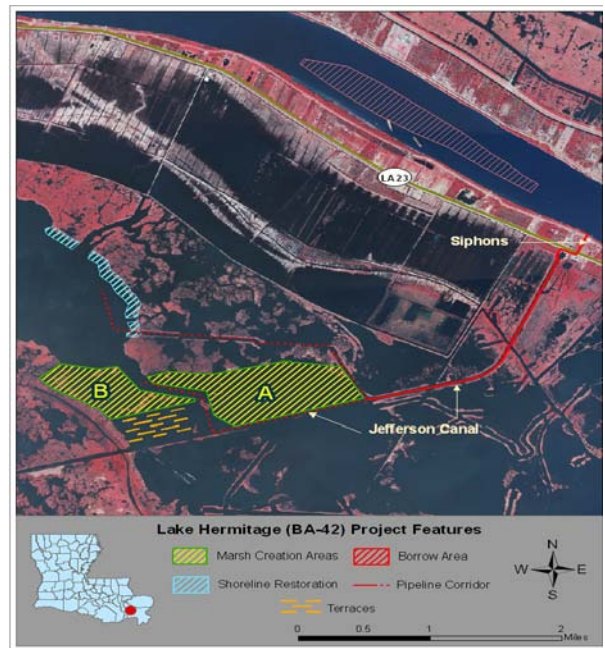 LA 23
Siphons
B
A
Jefferson Canal
Lake Hermitage (BA-42) Project Features
Marsh Creation Areas
Borrow Area
Shoreline Restoration
Pipeline Corridor
Terraces
N
W E
S
0 0.5 1 2
Miles